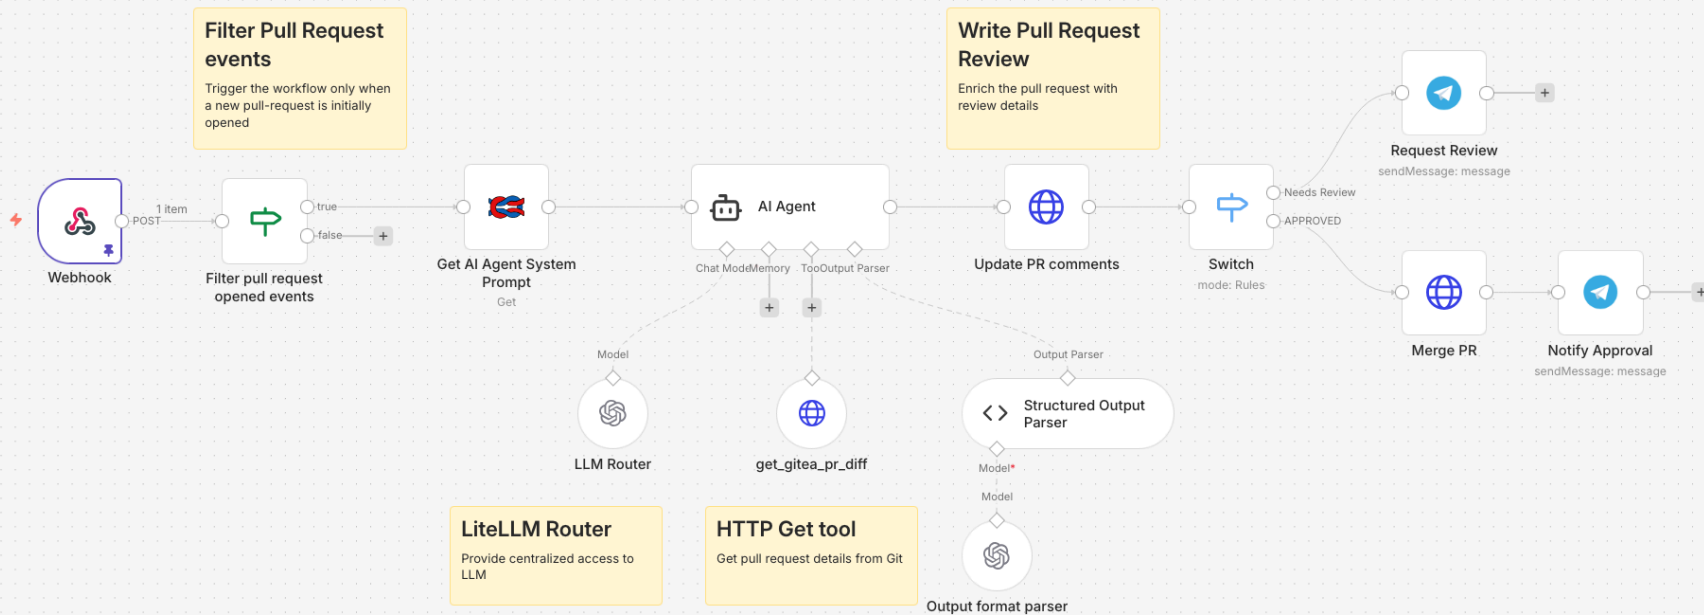 Filter Pull Request
events
Trigger the workflow only when
a new pull-request is initially
opened
Write Pull Request
Review
Enrich the pull request with
review details
Request Review
sendMessage: message
1 item
POST
Webhook
true
false
Filter pull request
opened events
Get AI Agent System
Prompt
Get
AI Agent
Chat Mode
Memory
Too
Output Parser
Update PR comments
Needs Review
APPROVED
Switch
mode: Rules
Merge PR
Notify Approval
sendMessage: message
Model
LLM Router
get_gitea_pr_diff
Output Parser
Structured Output
Parser
Model*
Model
Output format parser
LiteLLM Router
Provide centralized access to
LLM
HTTP Get tool
Get pull request details from Git